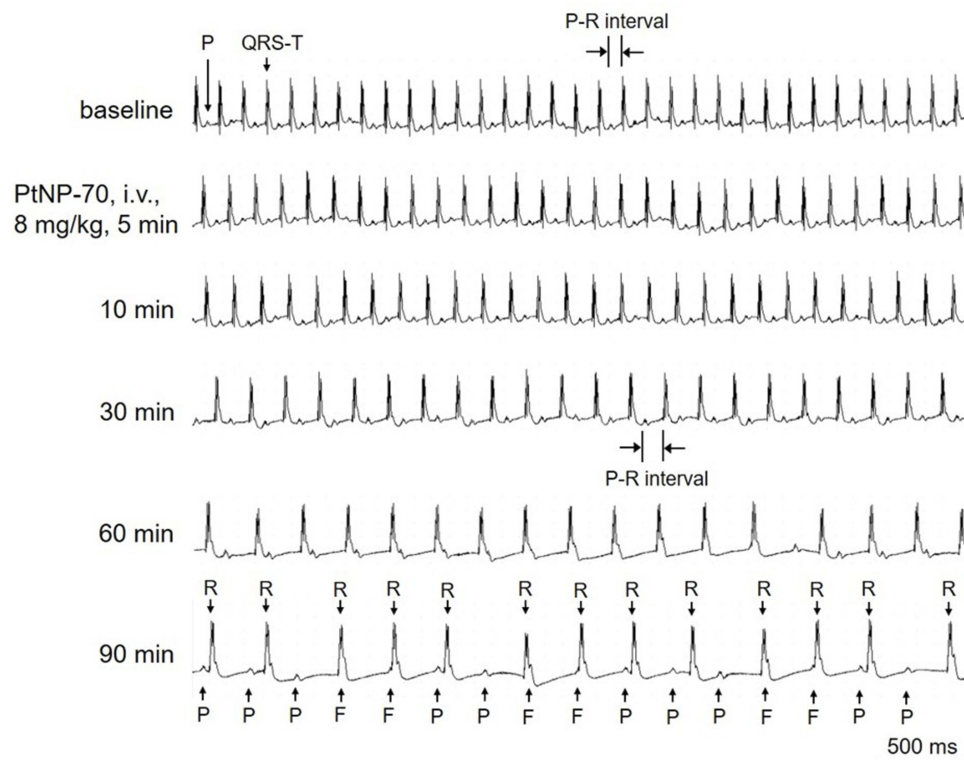 P-R interval
P QRS-T
baseline
PtNP-70, i.v.,
8 mg/kg, 5 min
10 min
30 min
P-R interval
60 min
R R R R R R R R R R R R R
90 min
P P P F F P P F F P P P F F P P
500 ms